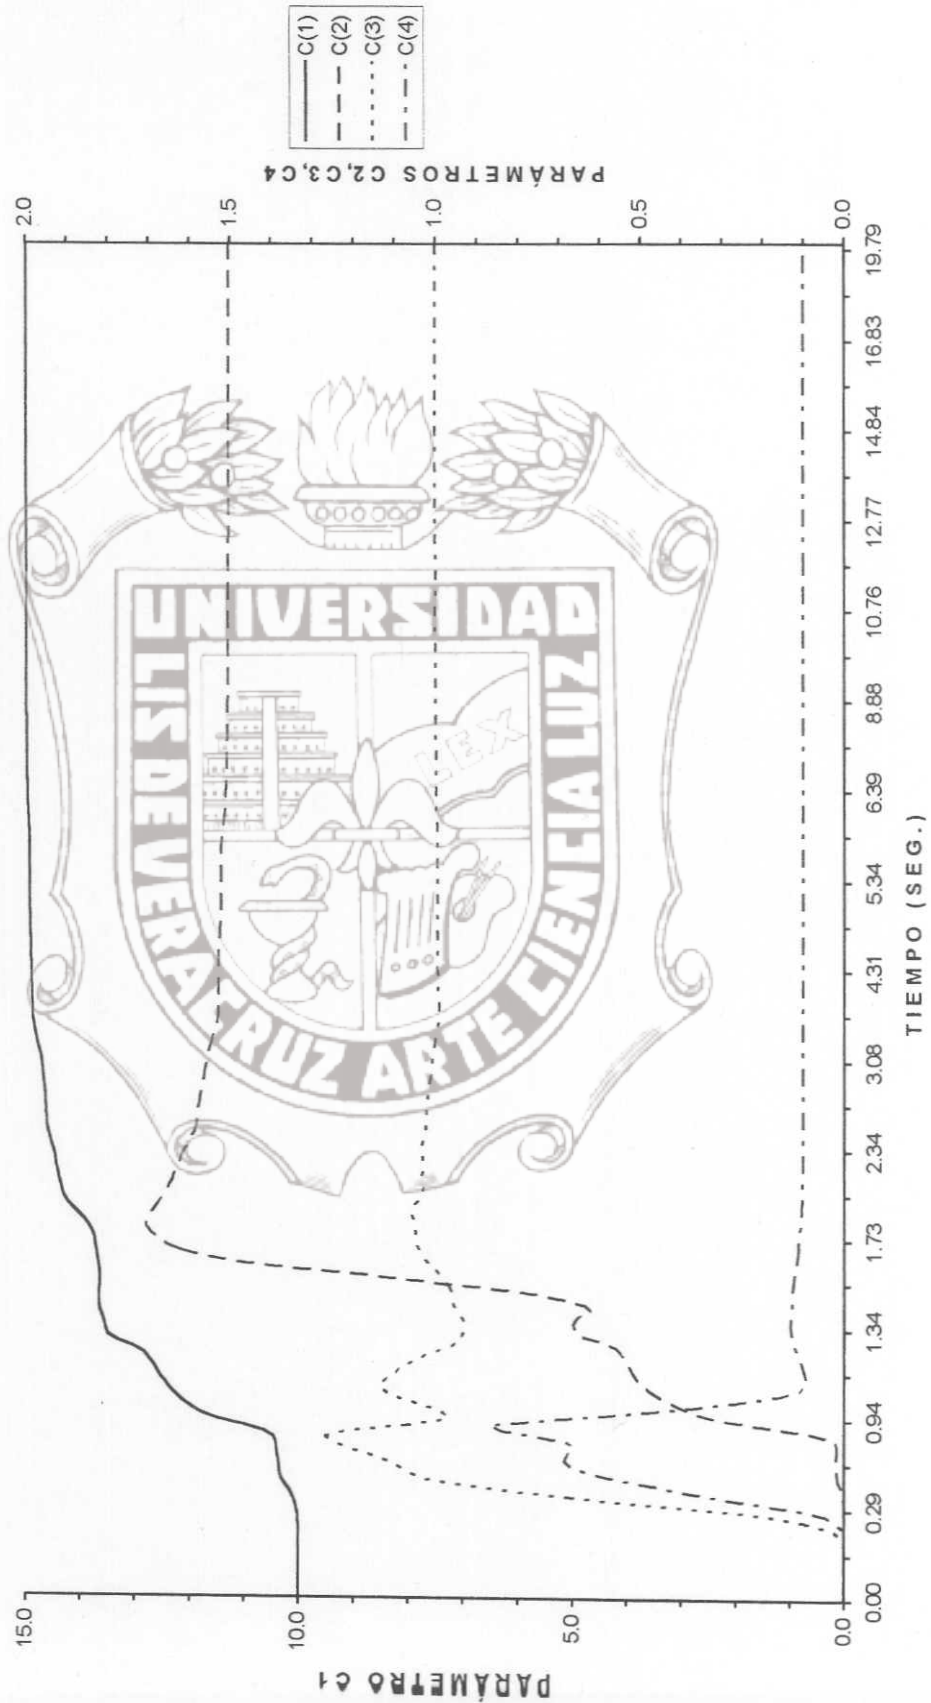 C(1)
C(2)
C(3)
C(4)
PARÁMETROS C2,C3,C4
2.0
1.5
1.0
0.5
0.0
PARÁMETRO C1
15.0
10.0
5.0
0.0
0.00
0.29
0.94
1.34
1.73
2.34
3.08
4.31
5.34
6.39
8.88
10.76
12.77
14.84
16.83
19.79
TIEMPO (SEG.)
UNIVERSIDAD
LIS DE VERACRUZ ARTE CIENCIA LUZ
LEX